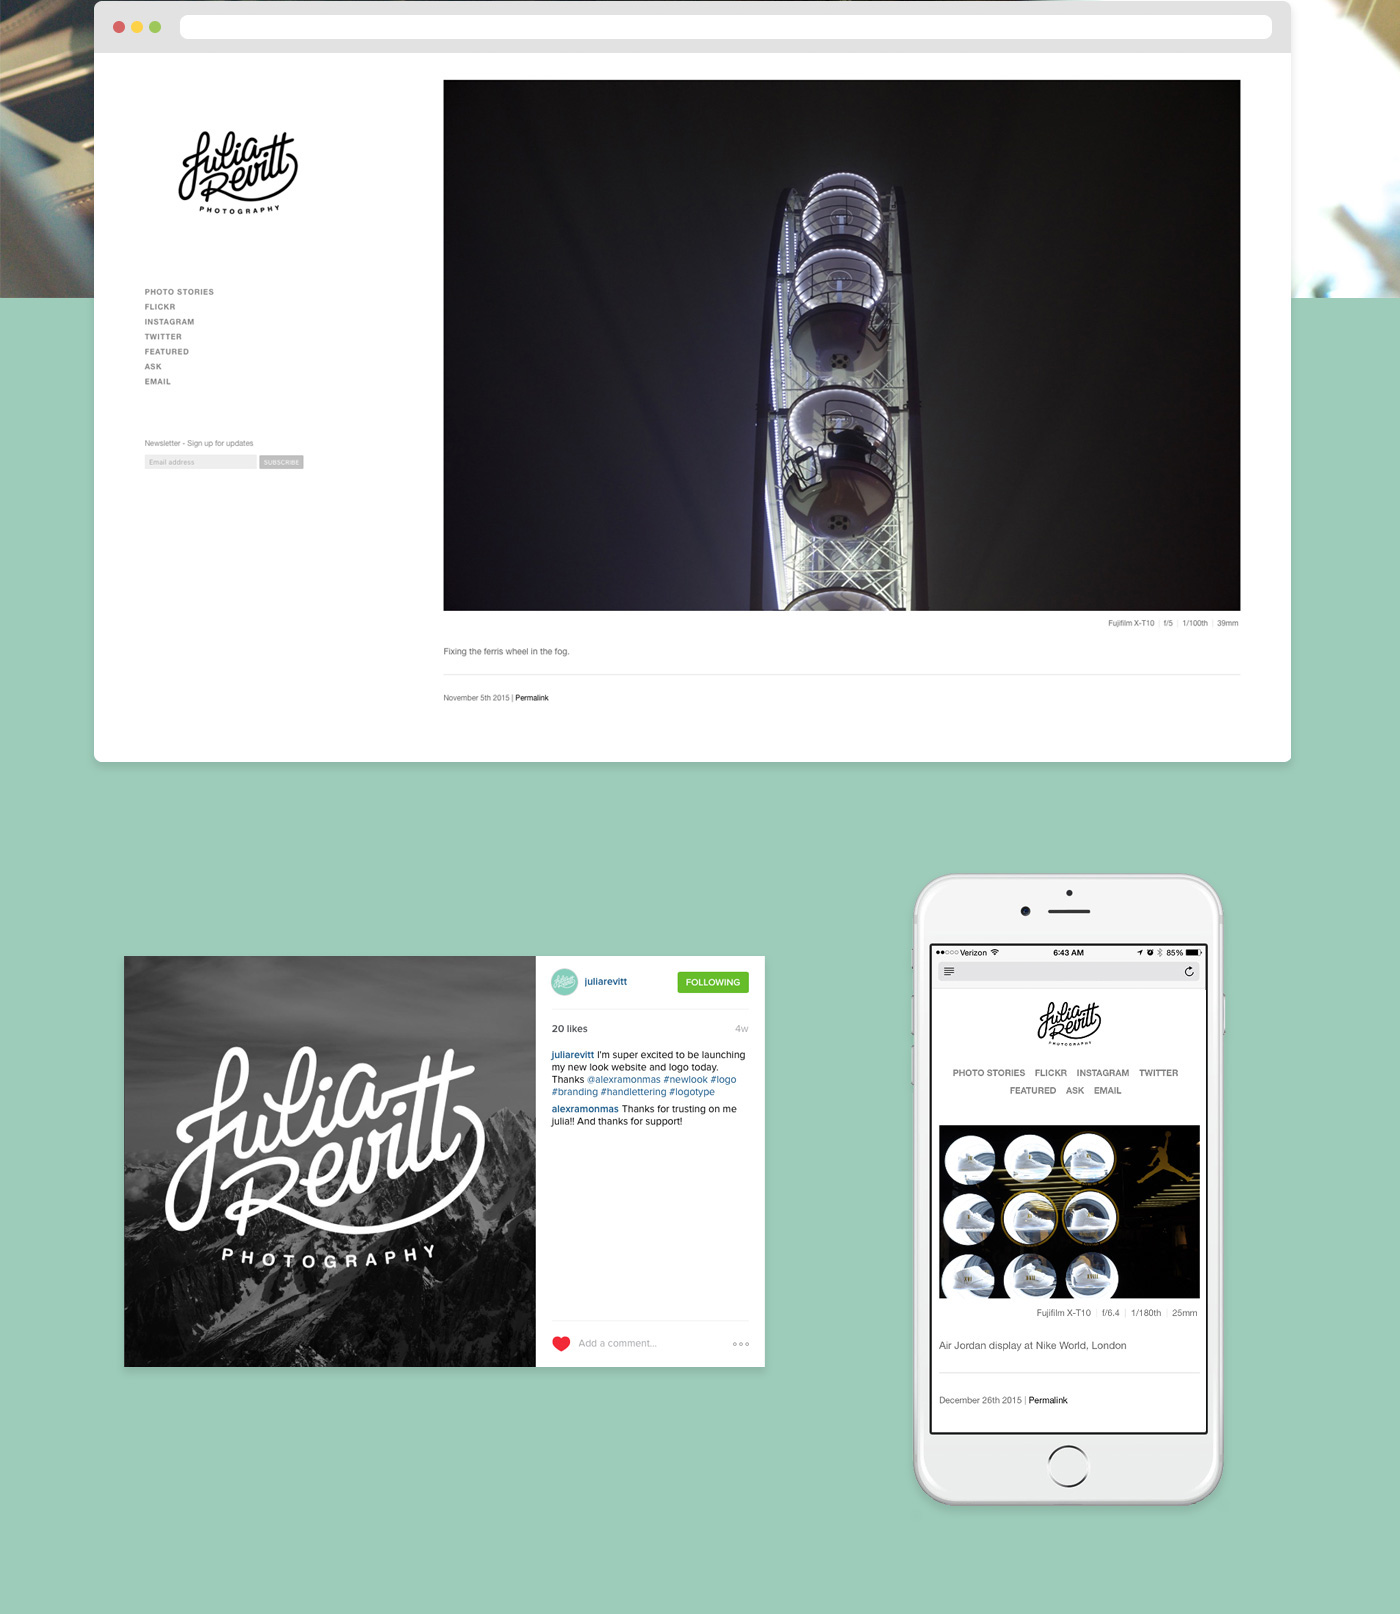 Julia
Revitt
PHOTOGRAPHY
PHOTO STORIES
FLICKR
INSTAGRAM
TWITTER
FEATURED
ASK
EMAIL
Newsletter - Sign up for updates
Email address SUBSCRIBE
Fujifilm X-T10 | f/5 | 1/100th | 39mm
Fixing the ferris wheel in the fog.
November 5th 2015 | Permalink
Julia
Revitt
PHOTOGRAPHY
juliarevitt FOLLOWING
20 likes 4w
juliarevitt I'm super excited to be launching
my new look website and logo today.
Thanks @alexramonmas #newlook #logo
#branding #handlettering #logotype
alexramonmas Thanks for trusting on me
julia!! And thanks for support!
Add a comment...
Verizon 6:43 AM 85%
Julia
Revitt
PHOTOGRAPHY
PHOTO STORIES FLICKR INSTAGRAM TWITTER
FEATURED ASK EMAIL
Fujifilm X-T10 | f/6.4 | 1/180th | 25mm
Air Jordan display at Nike World, London
December 26th 2015 | Permalink